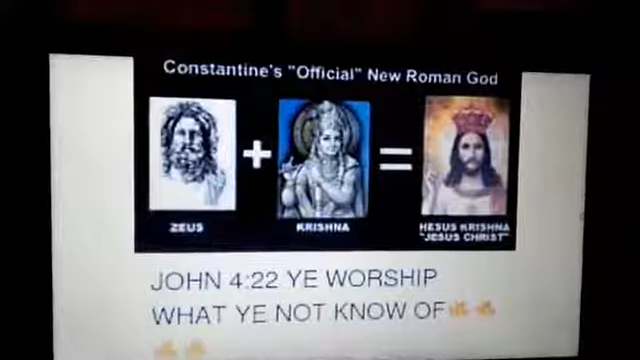 Constantine's "Official" New Roman God
+ =
ZEUS
KRISHNA
HESUS KRISHNA
"JESUS CHRIST"
JOHN 4:22 YE WORSHIP
WHAT YE NOT KNOW OF